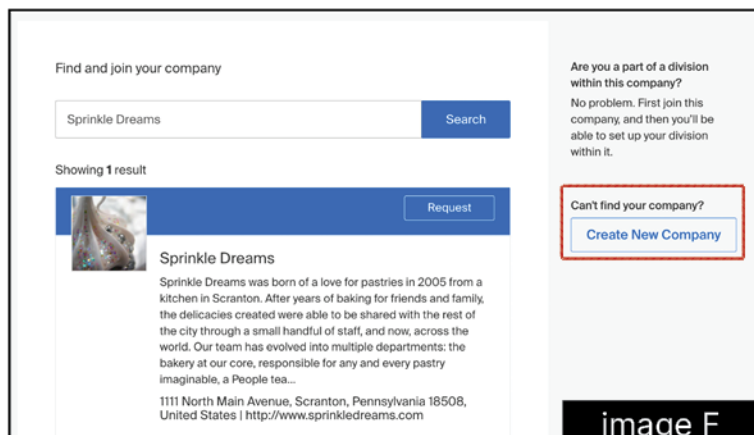 Find and join your company
Sprinkle Dreams
Search
Showing 1 result
Request
Sprinkle Dreams
Sprinkle Dreams was born of a love for pastries in 2005 from a
kitchen in Scranton. After years of baking for friends and family,
the delicacies created were able to be shared with the rest of
the city through a small handful of staff, and now, across the
world. Our team has evolved into multiple departments: the
bakery at our core, responsible for any and every pastry
imaginable, a People tea...
1111 North Main Avenue, Scranton, Pennsylvania 18508,
United States | http://www.sprinkledreams.com
Are you a part of a division
within this company?
No problem. First join this
company, and then you'll be
able to set up your division
within it.
Can't find your company?
Create New Company
image F